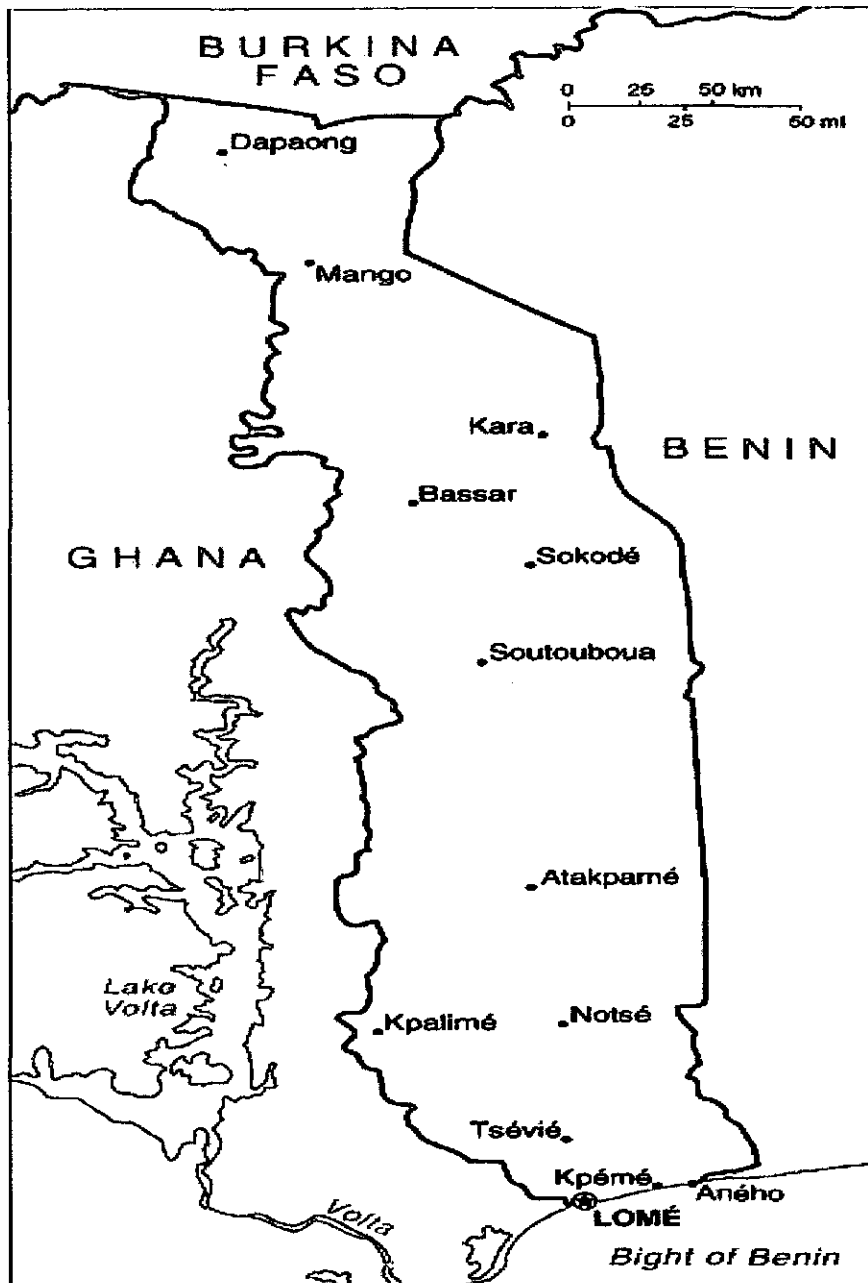 BURKINA
FASO
0 25 50 km
0 25 50 mi
Dapaong
Mango
Kara
BENIN
Bassar
GHANA
Sokodé
Soutouboua
Atakpamé
Lake
Volta
Kpalimé
Notsé
Tsévié
Kpémé
Aného
LOMÉ
Volta
Bight of Benin